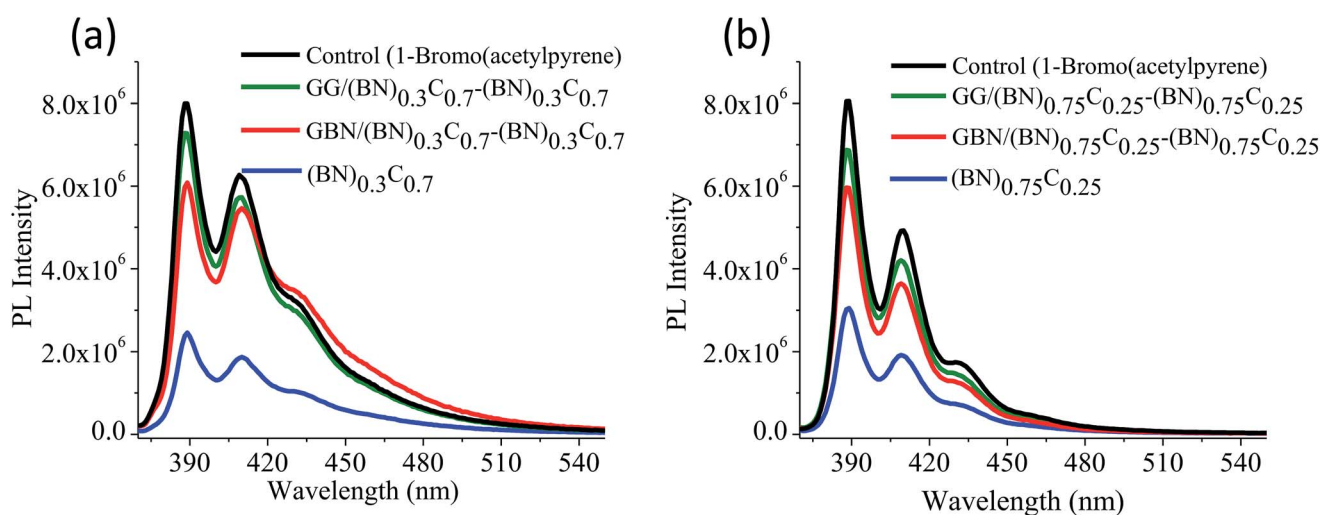 (a)
Control (1-Bromo(acetylpyrene)
GG/(BN)0.3C0.7-(BN)0.3C0.7
GBN/(BN)0.3C0.7-(BN)0.3C0.7
(BN)0.3C0.7
PL Intensity
8.0x10^6
6.0x10^6
4.0x10^6
2.0x10^6
0.0
390 420 450 480 510 540
Wavelength (nm)
(b)
Control (1-Bromo(acetylpyrene)
GG/(BN)0.75C0.25-(BN)0.75C0.25
GBN/(BN)0.75C0.25-(BN)0.75C0.25
(BN)0.75C0.25
PL Intensity
8.0x10^6
6.0x10^6
4.0x10^6
2.0x10^6
0.0
390 420 450 480 510 540
Wavelength (nm)